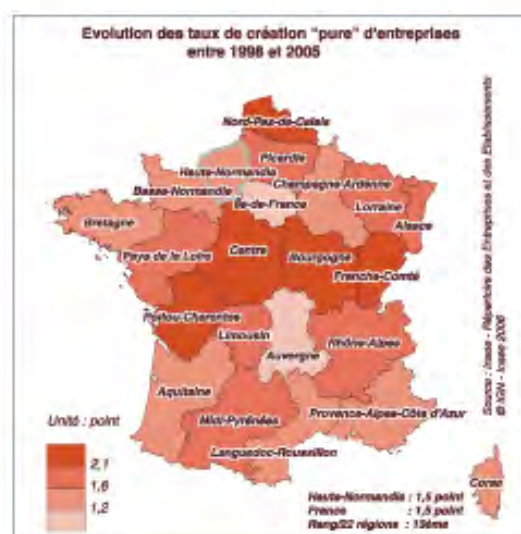 Evolution des taux de création "pure" d'entreprises
entre 1998 et 2005
Nord-Pas-de-Calais
Picardie
Haute-Normandie
Basse-Normandie
Champagne-Ardenne
Île-de-France
Lorraine
Alsace
Bretagne
Pays de la Loire
Centre
Bourgogne
Franche-Comté
Poitou-Charentes
Limousin
Auvergne
Rhône-Alpes
Aquitaine
Midi-Pyrénées
Provence-Alpes-Côte d'Azur
Languedoc-Roussillon
Corse
Unité : point
2,1
1,6
1,2
Haute-Normandie : 1,5 point
France : 1,5 point
Rang/22 régions : 13ème
Source : Insee - Répertoire des Entreprises et des Etablissements
© IGN - Insee 2006